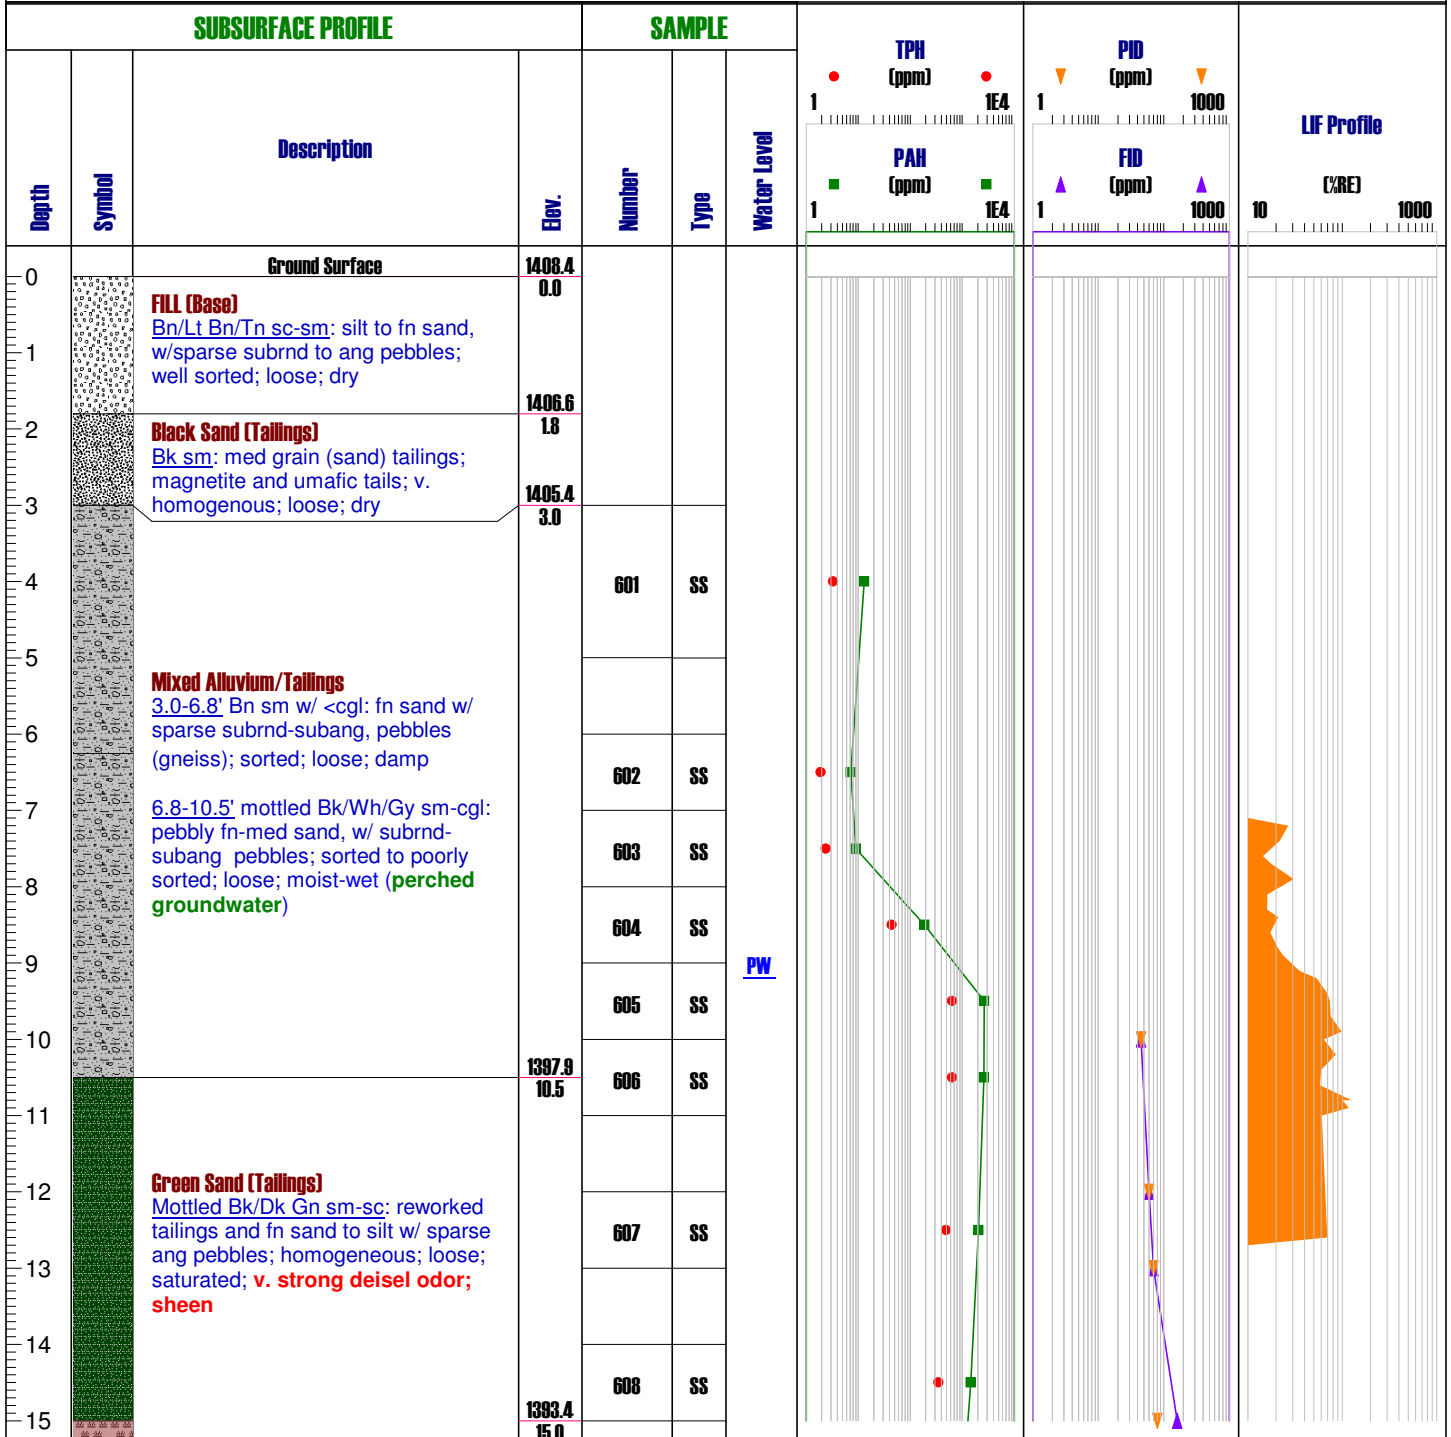 SUBSURFACE PROFILE
SAMPLE
Depth
Symbol
Description
Elev.
Number
Type
Water Level
TPH
(ppm)
1 1E4
PAH
(ppm)
1 1E4
PID
(ppm)
1 1000
FID
(ppm)
1 1000
LIF Profile
(%RE)
10 1000
0
1
2
3
4
5
6
7
8
9
10
11
12
13
14
15
Ground Surface
1408.4
0.0
FILL (Base)
Bn/Lt Bn/Tn sc-sm: silt to fn sand,
w/sparse subrnd to ang pebbles;
well sorted; loose; dry
1406.6
1.8
Black Sand (Tailings)
Bk sm: med grain (sand) tailings;
magnetite and umafic tails; v.
homogenous; loose; dry
1405.4
3.0
Mixed Alluvium/Tailings
3.0-6.8' Bn sm w/ <cgl: fn sand w/
sparse subrnd-subang, pebbles
(gneiss); sorted; loose; damp
6.8-10.5' mottled Bk/Wh/Gy sm-cgl:
pebbly fn-med sand, w/ subrnd-
subang pebbles; sorted to poorly
sorted; loose; moist-wet (perched
groundwater)
1397.9
10.5
Green Sand (Tailings)
Mottled Bk/Dk Gn sm-sc: reworked
tailings and fn sand to silt w/ sparse
ang pebbles; homogeneous; loose;
saturated; v. strong deisel odor;
sheen
1393.4
15.0
601 SS
602 SS
603 SS
604 SS
605 SS
606 SS
607 SS
608 SS
PW